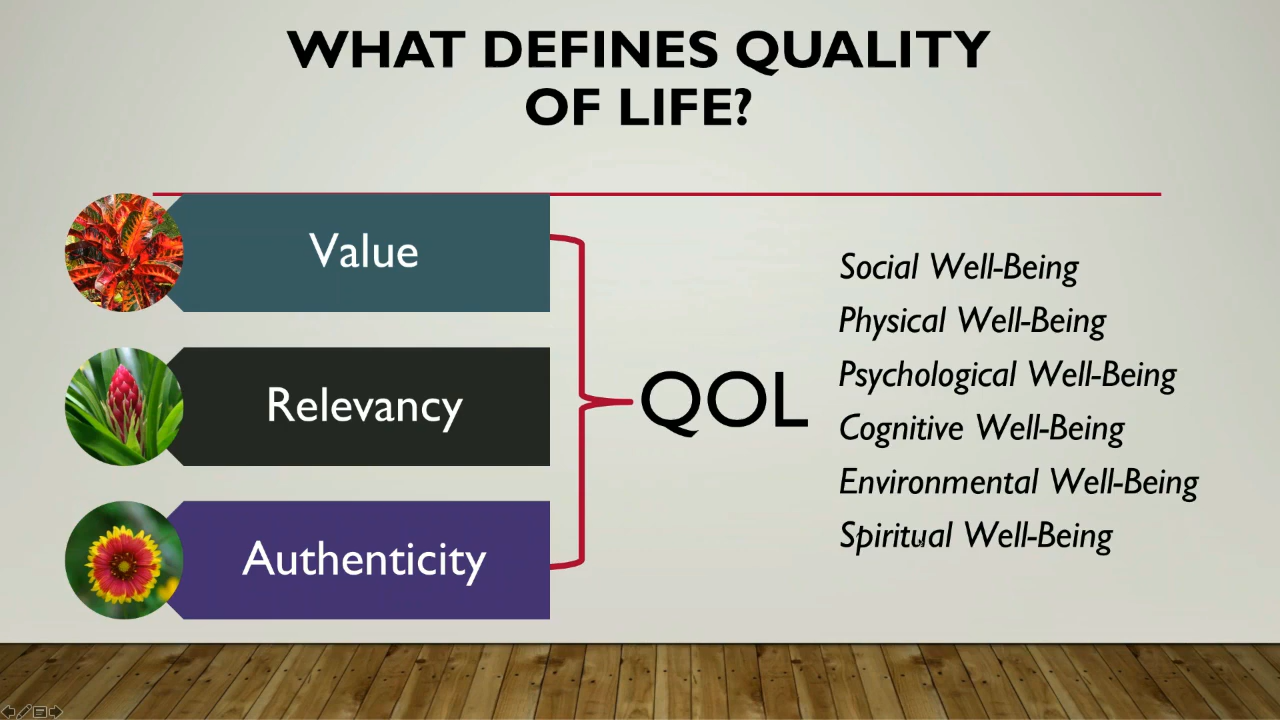 WHAT DEFINES QUALITY
OF LIFE?
Value
Relevancy
Authenticity
QOL
Social Well-Being
Physical Well-Being
Psychological Well-Being
Cognitive Well-Being
Environmental Well-Being
Spiritual Well-Being